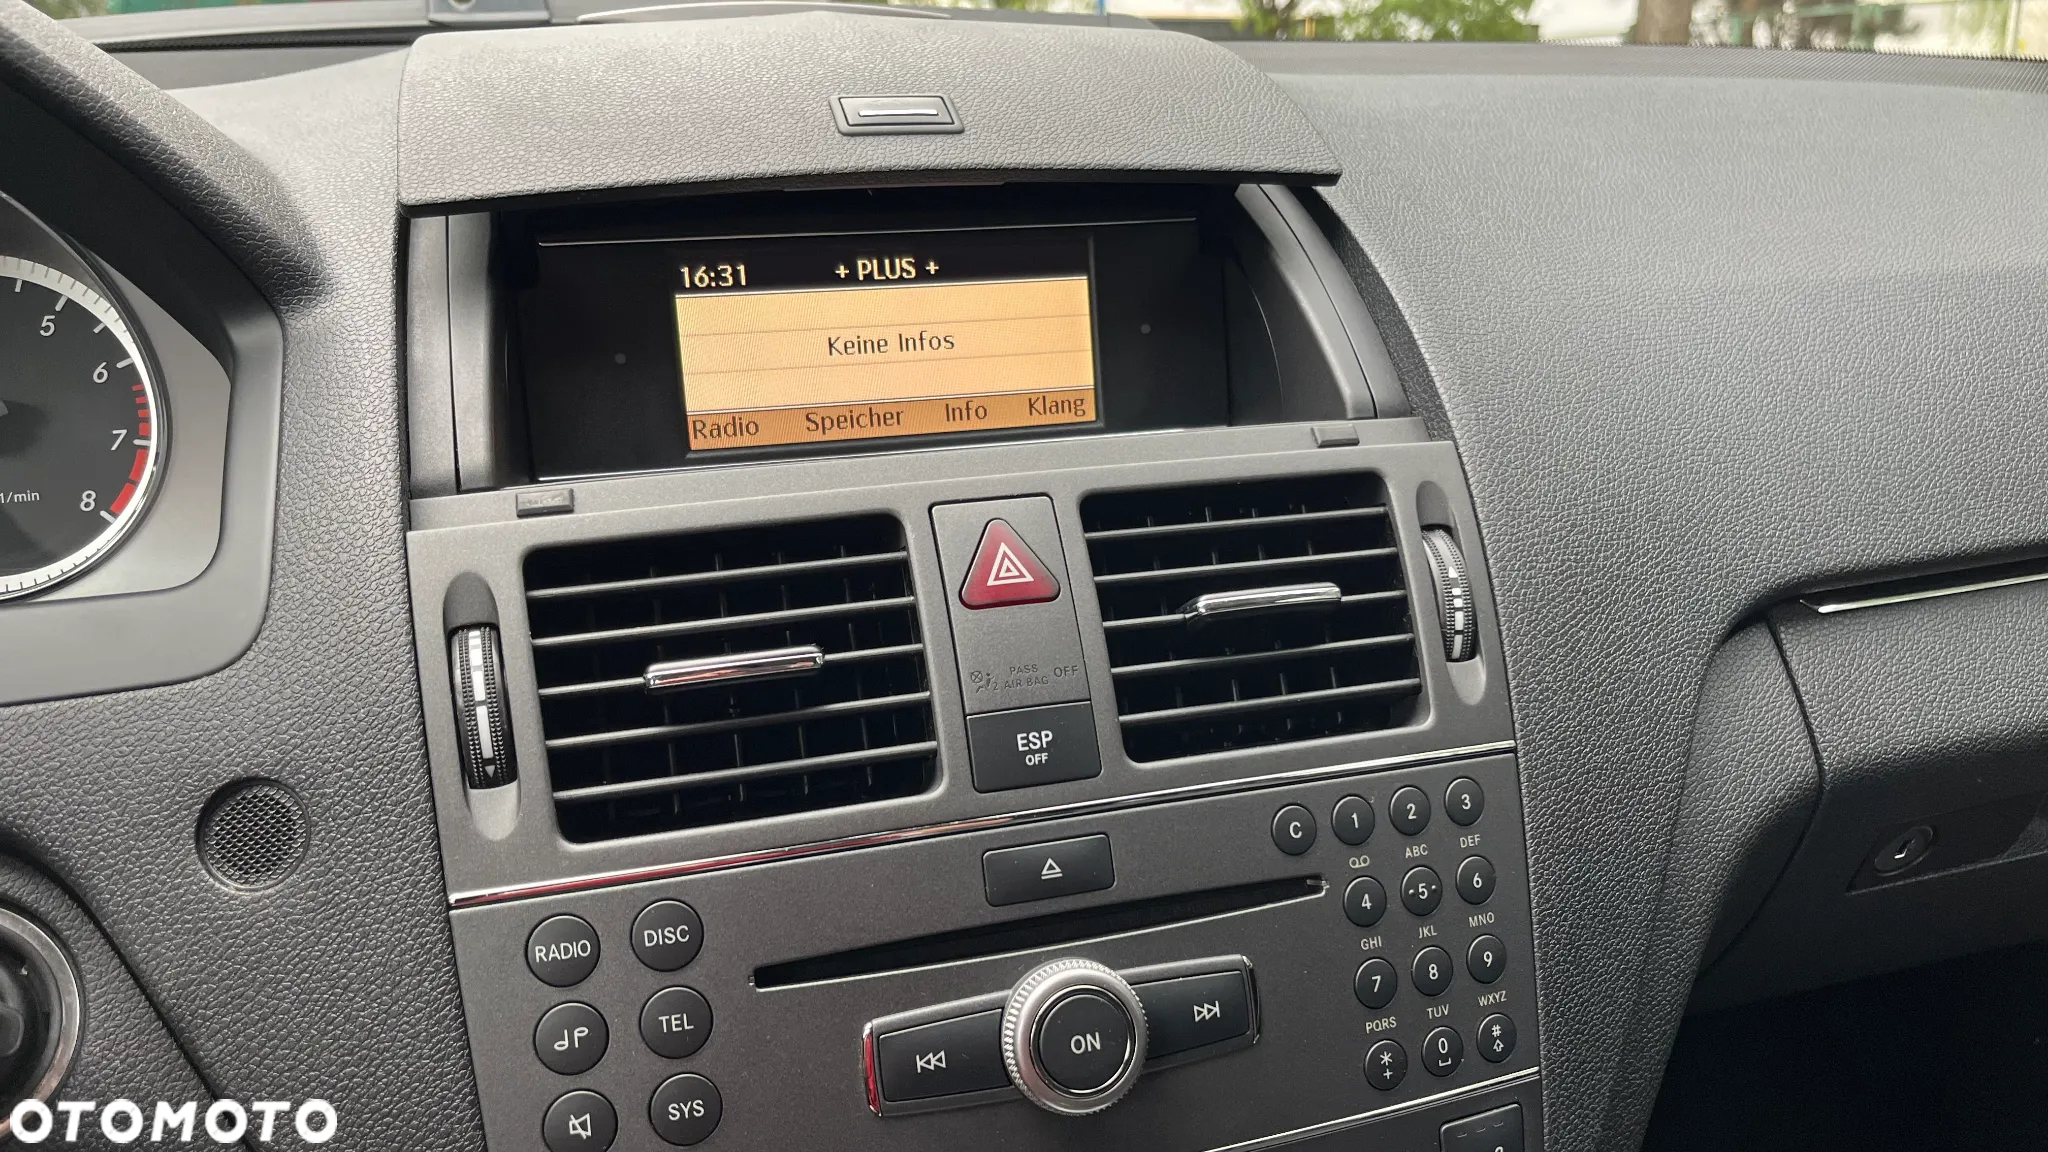 16:31 + PLUS +
Keine Infos
Radio Speicher Info Klang
5
6
7
8
1/min
PASS
2 AIR BAG OFF
ESP
OFF
C 1 2 3
ABC DEF
4 ·5· 6
GHI JKL MNO
7 8 9
PQRS TUV WXYZ
* 0 #
+
RADIO DISC
TEL
SYS
ON
OTOMOTO